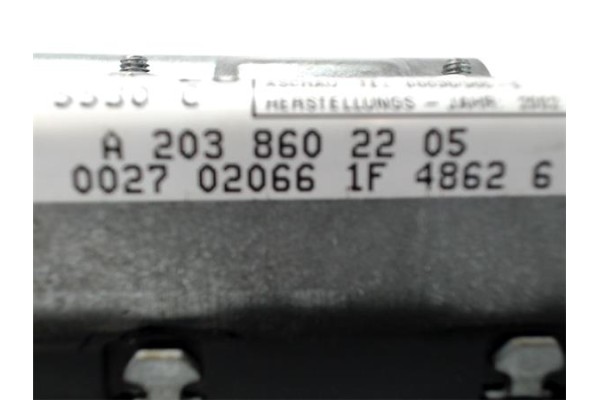 HERSTELLUNGS - JAHR
A 203 860 22 05
0027 02066 1F 4862 6